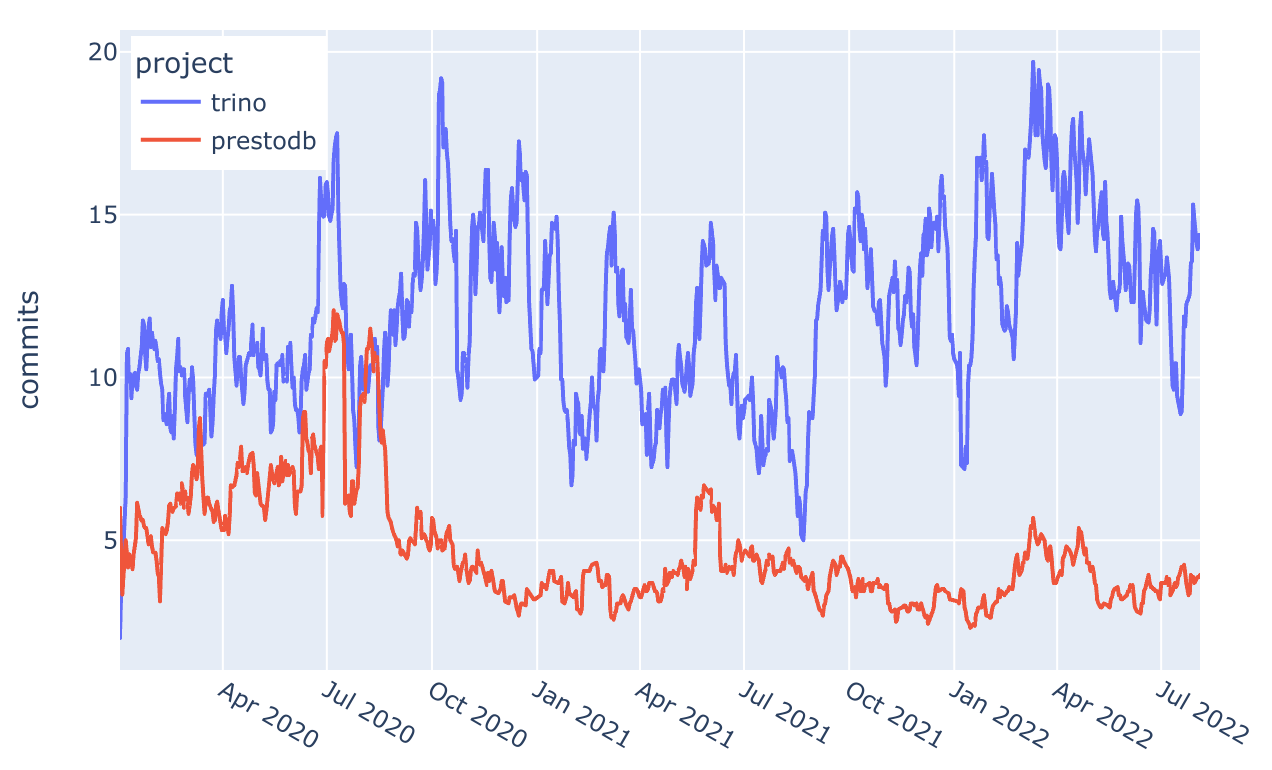 project
trino
prestodb
commits
20
15
10
5
Apr 2020
Jul 2020
Oct 2020
Jan 2021
Apr 2021
Jul 2021
Oct 2021
Jan 2022
Apr 2022
Jul 2022